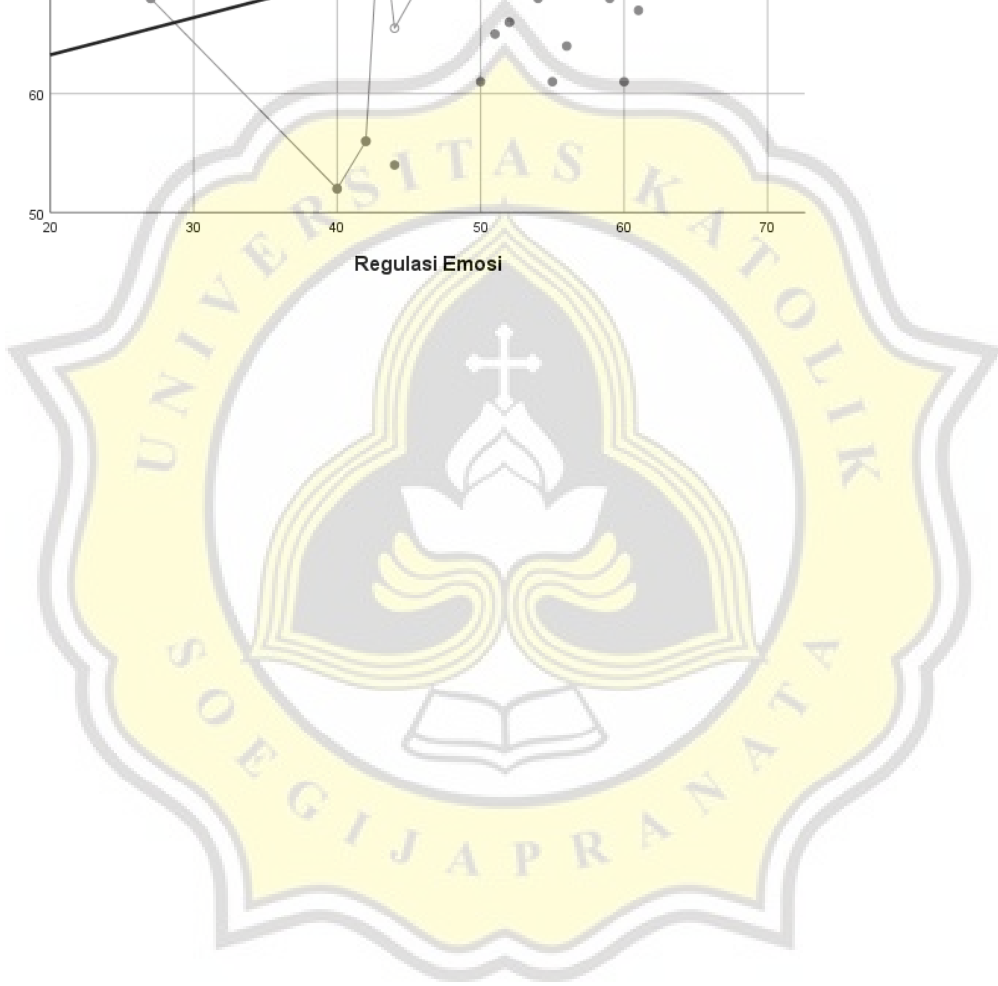 60
50
20 30 40 50 60 70
Regulasi Emosi
UNIVERSITAS KATOLIK
SOEGIJAPRANATA